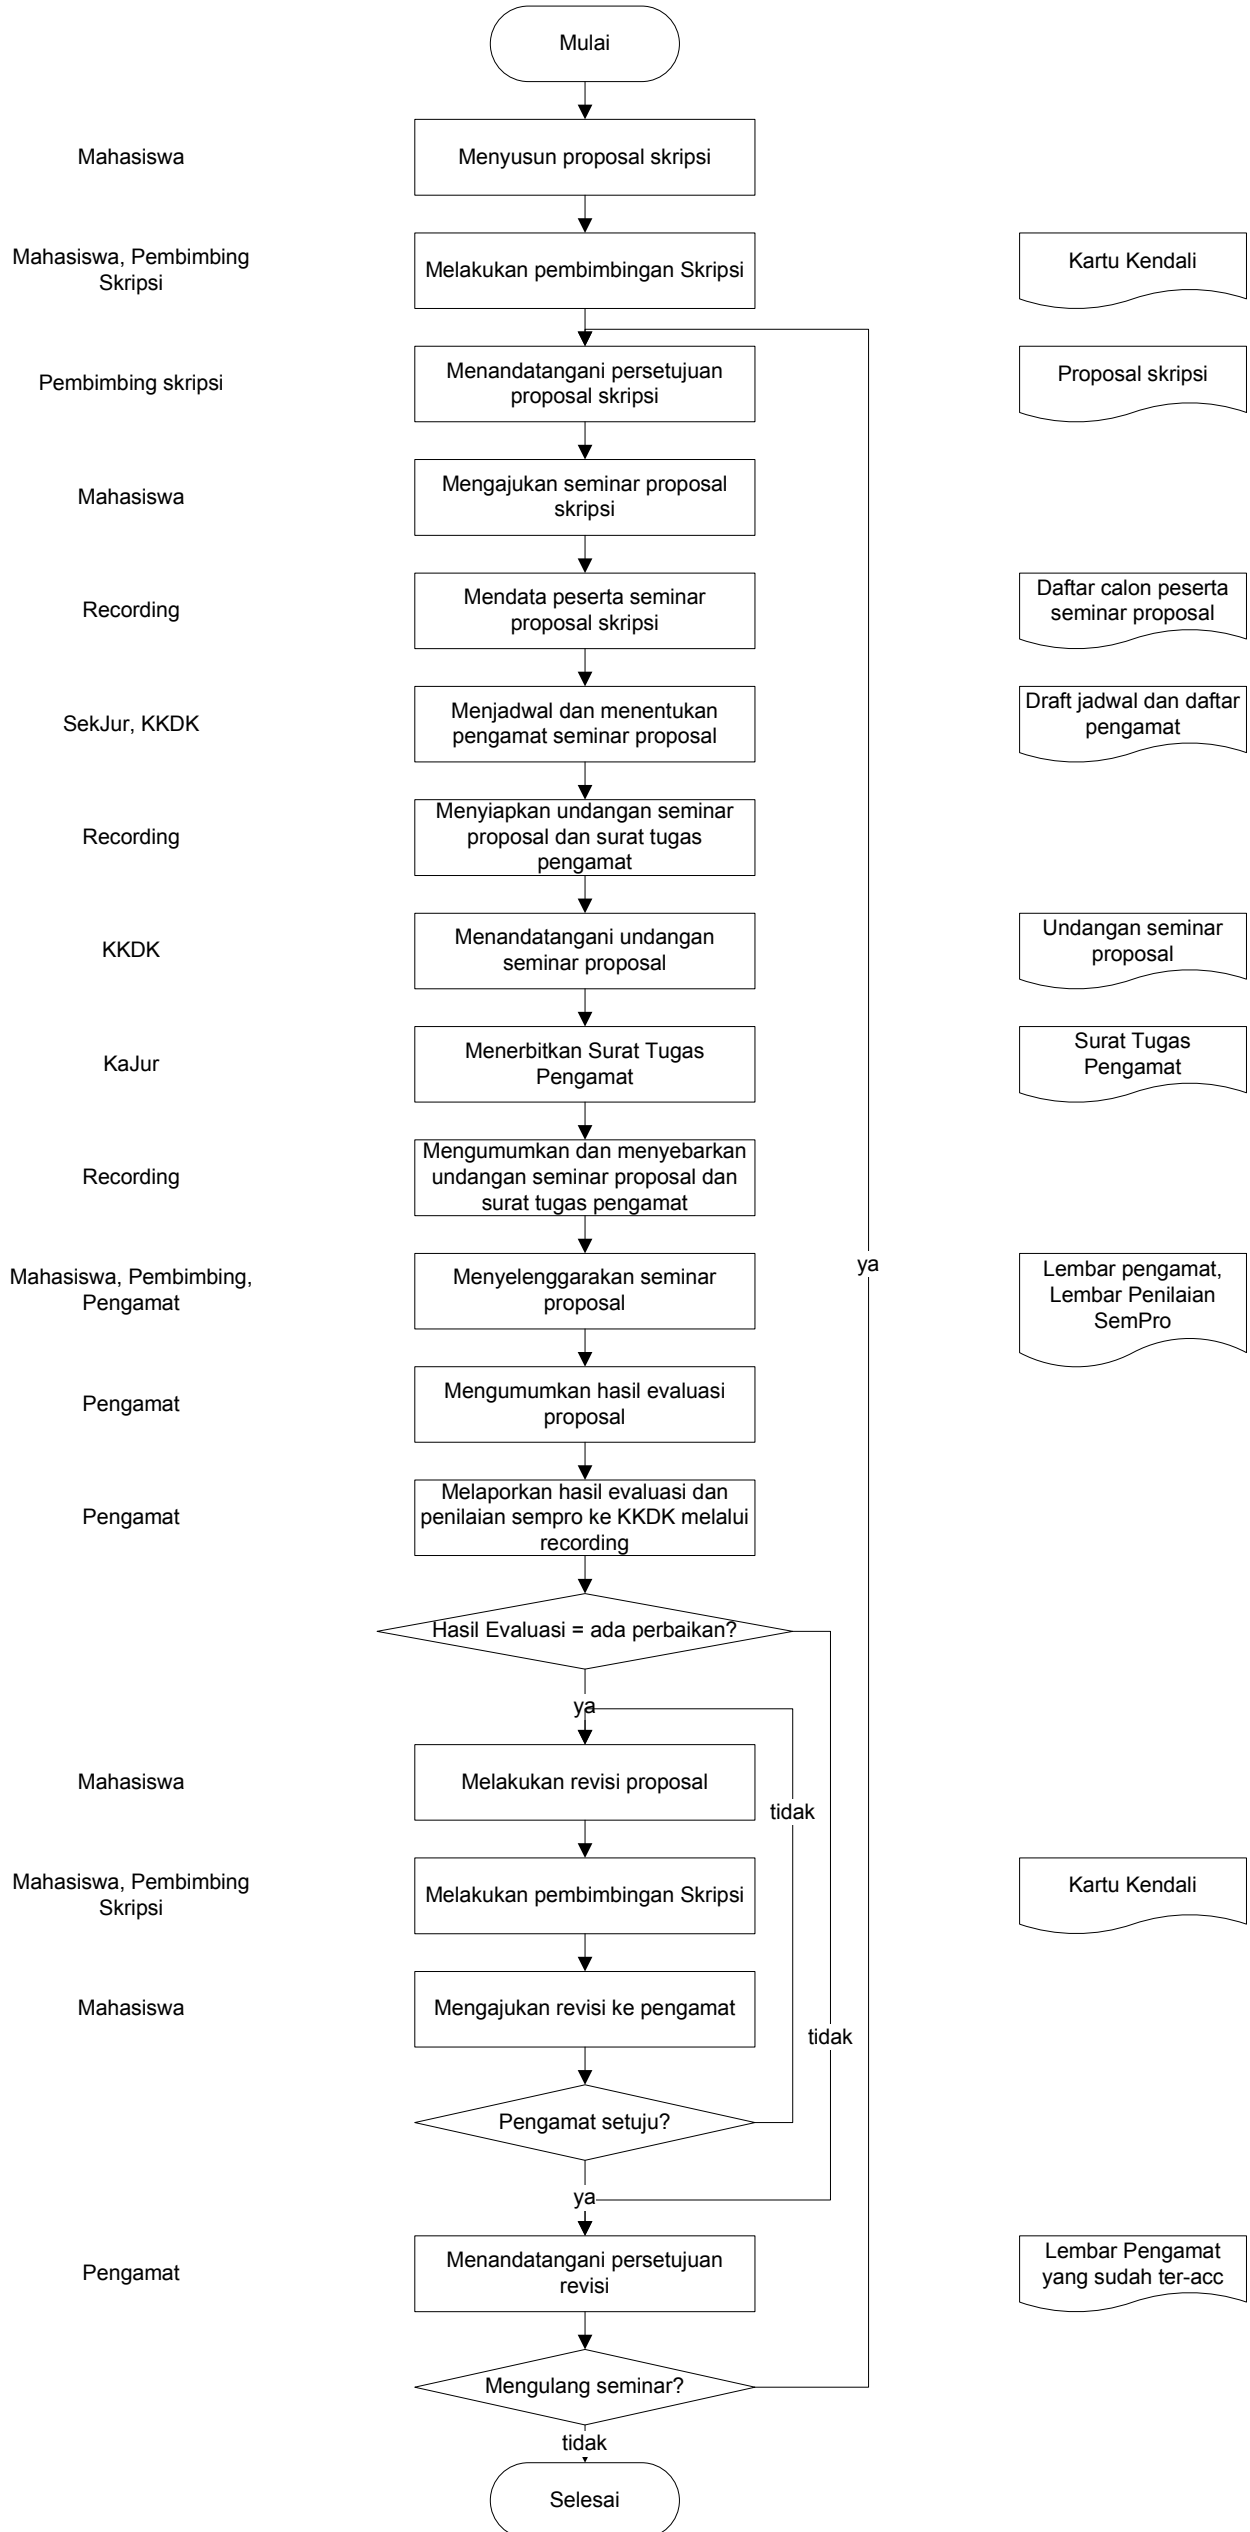 Mulai
Mahasiswa
Menyusun proposal skripsi
Mahasiswa, Pembimbing
Skripsi
Melakukan pembimbingan Skripsi
Kartu Kendali
Pembimbing skripsi
Menandatangani persetujuan
proposal skripsi
Proposal skripsi
Mahasiswa
Mengajukan seminar proposal
skripsi
Recording
Mendata peserta seminar
proposal skripsi
Daftar calon peserta
seminar proposal
SekJur, KKDK
Menjadwal dan menentukan
pengamat seminar proposal
Draft jadwal dan daftar
pengamat
Recording
Menyiapkan undangan seminar
proposal dan surat tugas
pengamat
KKDK
Menandatangani undangan
seminar proposal
Undangan seminar
proposal
KaJur
Menerbitkan Surat Tugas
Pengamat
Surat Tugas
Pengamat
Recording
Mengumumkan dan menyebarkan
undangan seminar proposal dan
surat tugas pengamat
Mahasiswa, Pembimbing,
Pengamat
Menyelenggarakan seminar
proposal
ya
Lembar pengamat,
Lembar Penilaian
SemPro
Pengamat
Mengumumkan hasil evaluasi
proposal
Pengamat
Melaporkan hasil evaluasi dan
penilaian sempro ke KKDK melalui
recording
Hasil Evaluasi = ada perbaikan?
ya
Mahasiswa
Melakukan revisi proposal
tidak
Mahasiswa, Pembimbing
Skripsi
Melakukan pembimbingan Skripsi
Kartu Kendali
Mahasiswa
Mengajukan revisi ke pengamat
tidak
Pengamat setuju?
ya
Pengamat
Menandatangani persetujuan
revisi
Lembar Pengamat
yang sudah ter-acc
Mengulang seminar?
tidak
Selesai